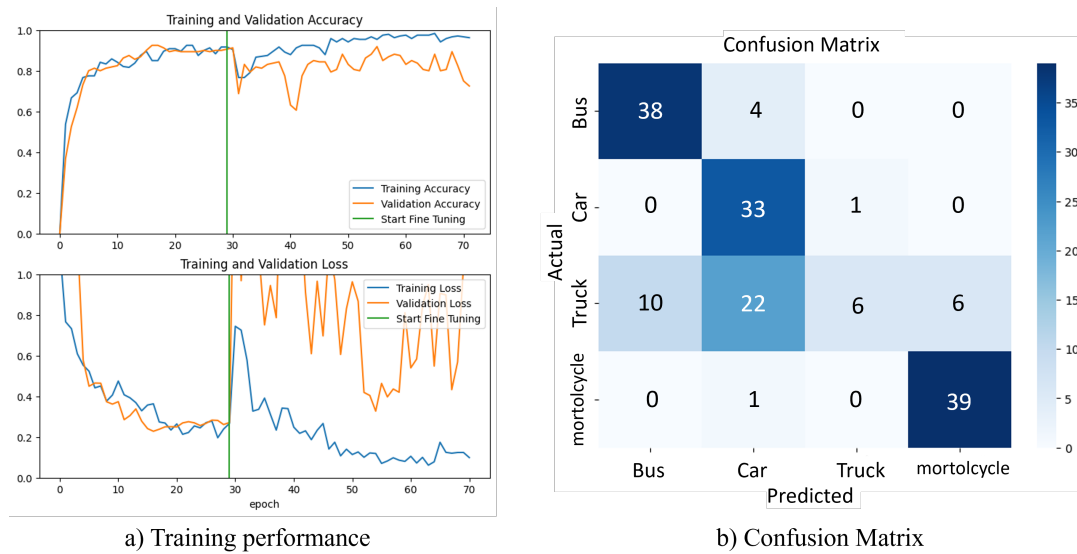 Training and Validation Accuracy
1.0
0.8
0.6
0.4
0.2
0.0
Training Accuracy
Validation Accuracy
Start Fine Tuning
0 10 20 30 40 50 60 70
Training and Validation Loss
1.0
0.8
0.6
0.4
0.2
0.0
Training Loss
Validation Loss
Start Fine Tuning
0 10 20 30 40 50 60 70
epoch
a) Training performance
Confusion Matrix
Actual
Bus 38 4 0 0
Car 0 33 1 0
Truck 10 22 6 6
mortolcycle 0 1 0 39
Bus Car Truck mortolcycle
Predicted
35
30
25
20
15
10
5
0
b) Confusion Matrix